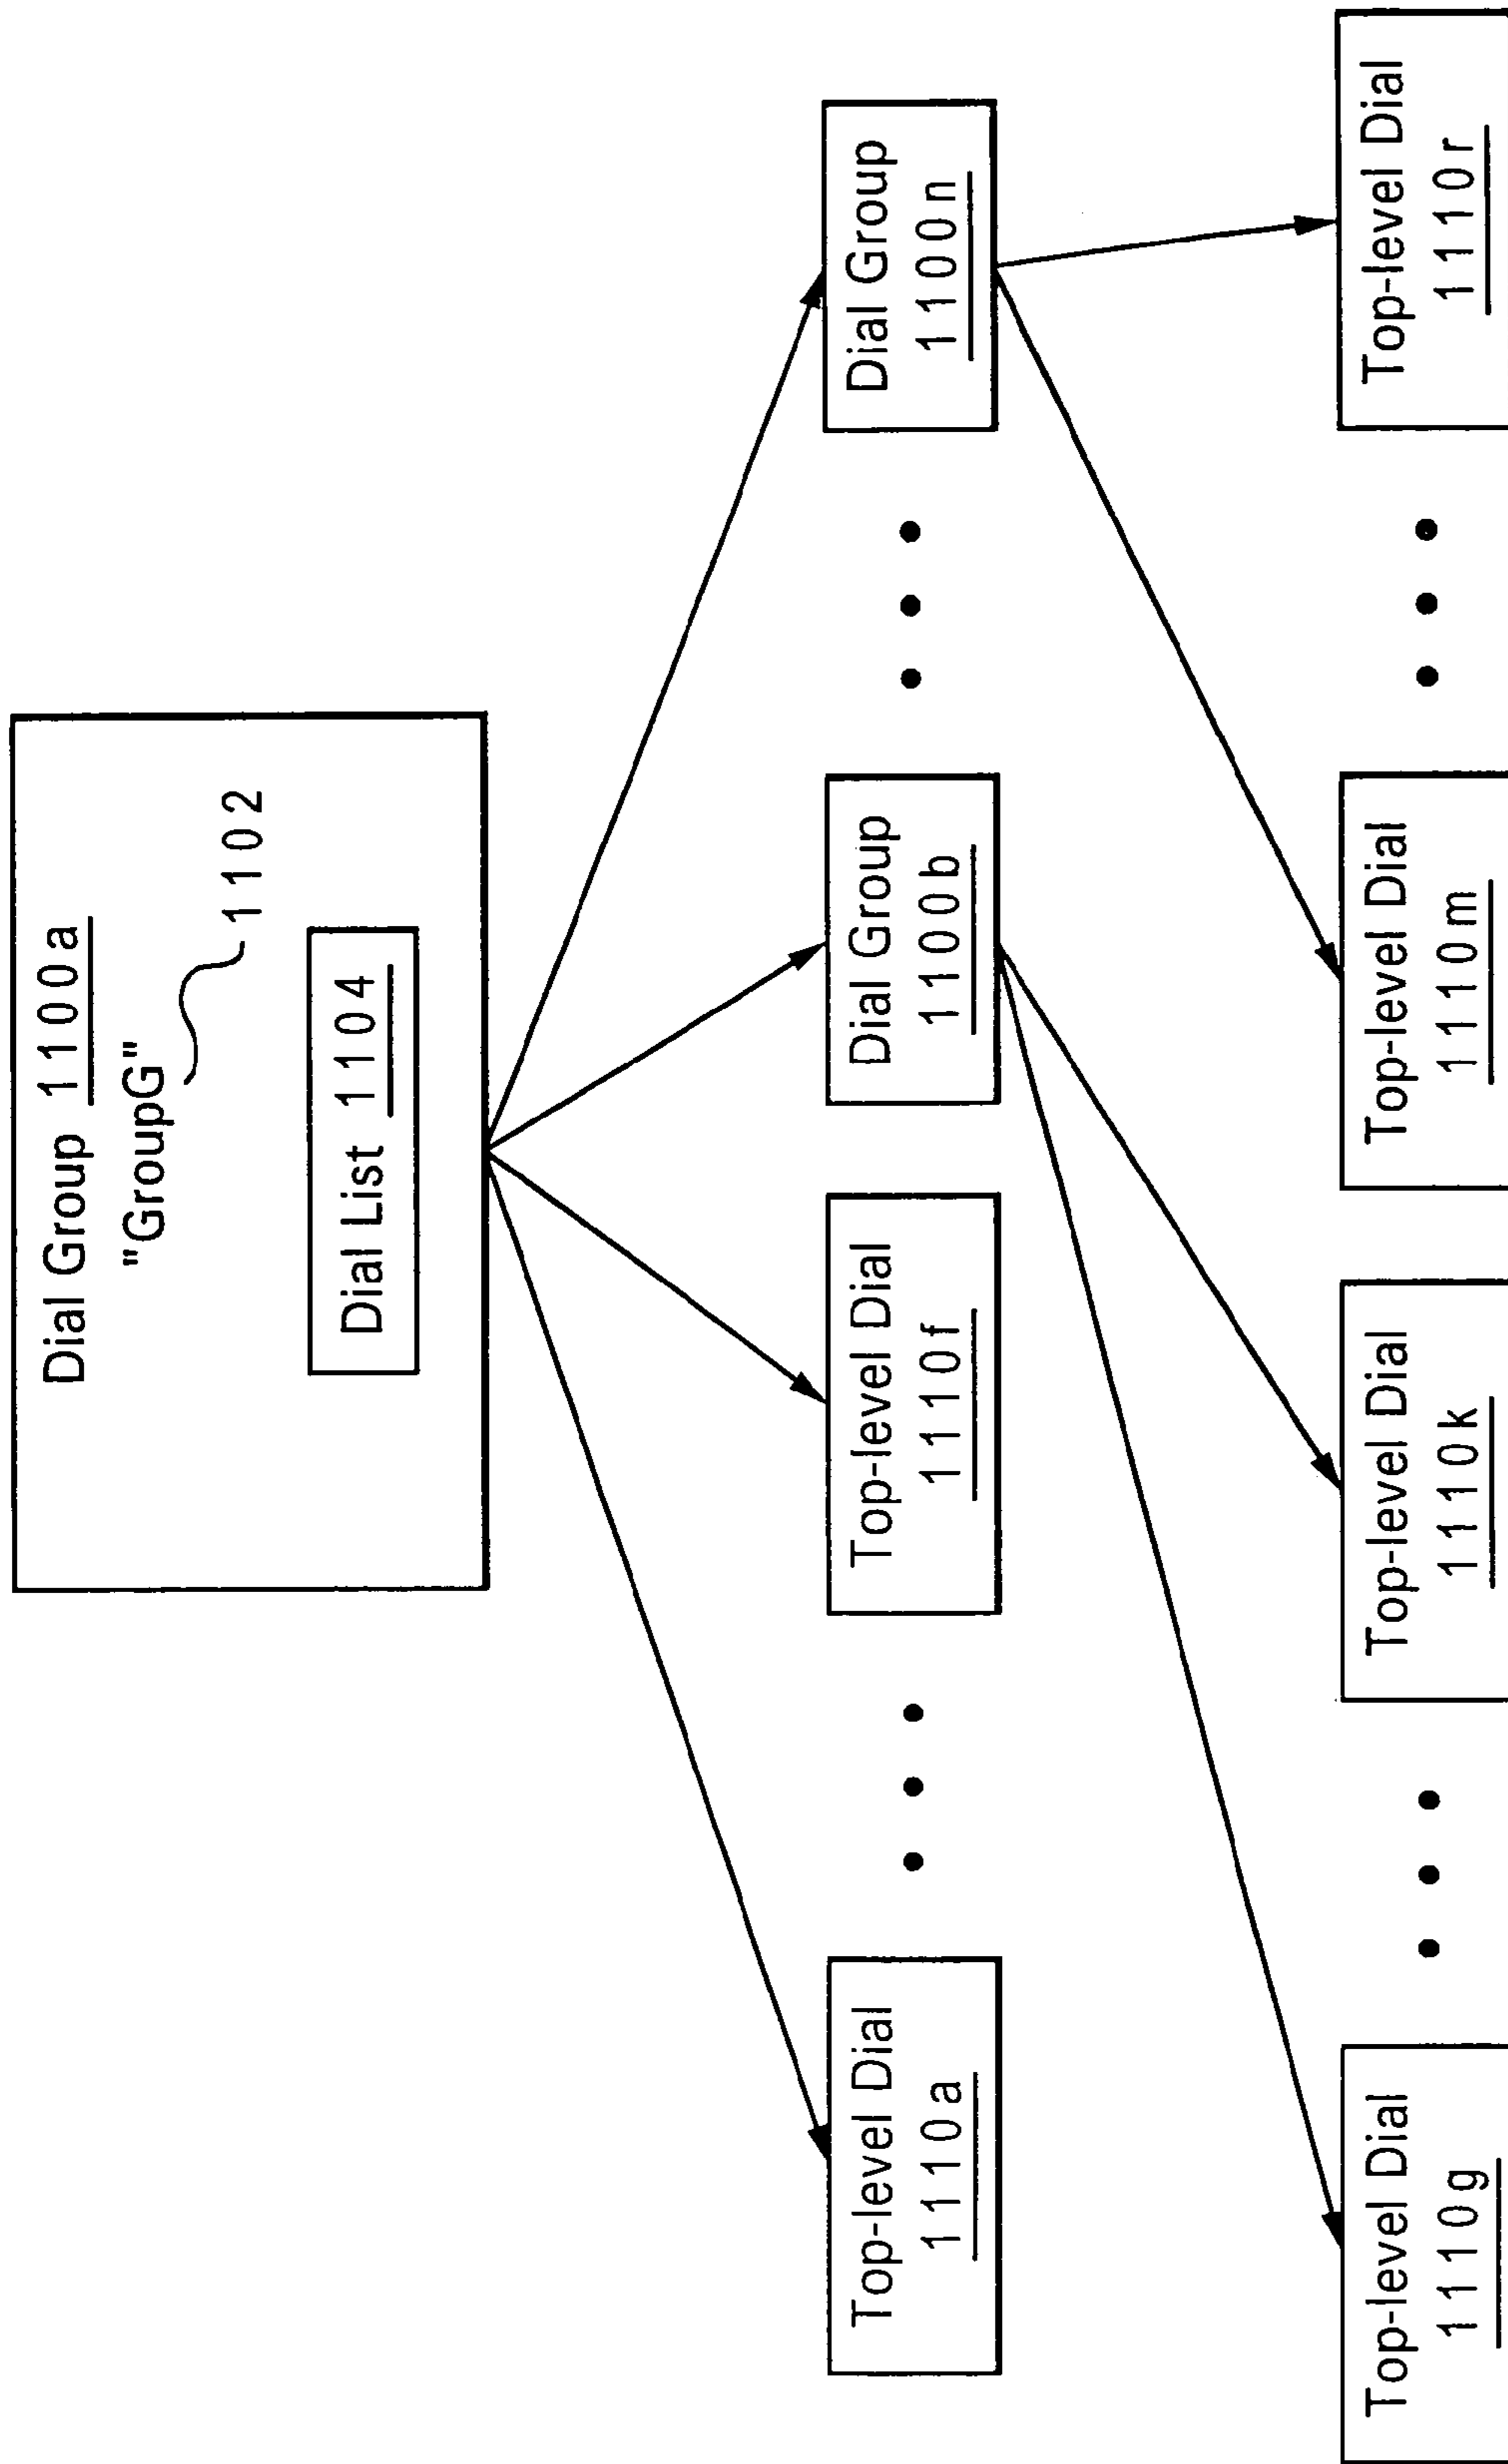 Dial Group 1100a
"GroupG"
1102
Dial List 1104
Top-level Dial
1110a
Top-level Dial
1110f
Dial Group
1100b
Dial Group
1100n
Top-level Dial
1110g
Top-level Dial
1110k
Top-level Dial
1110m
Top-level Dial
1110r